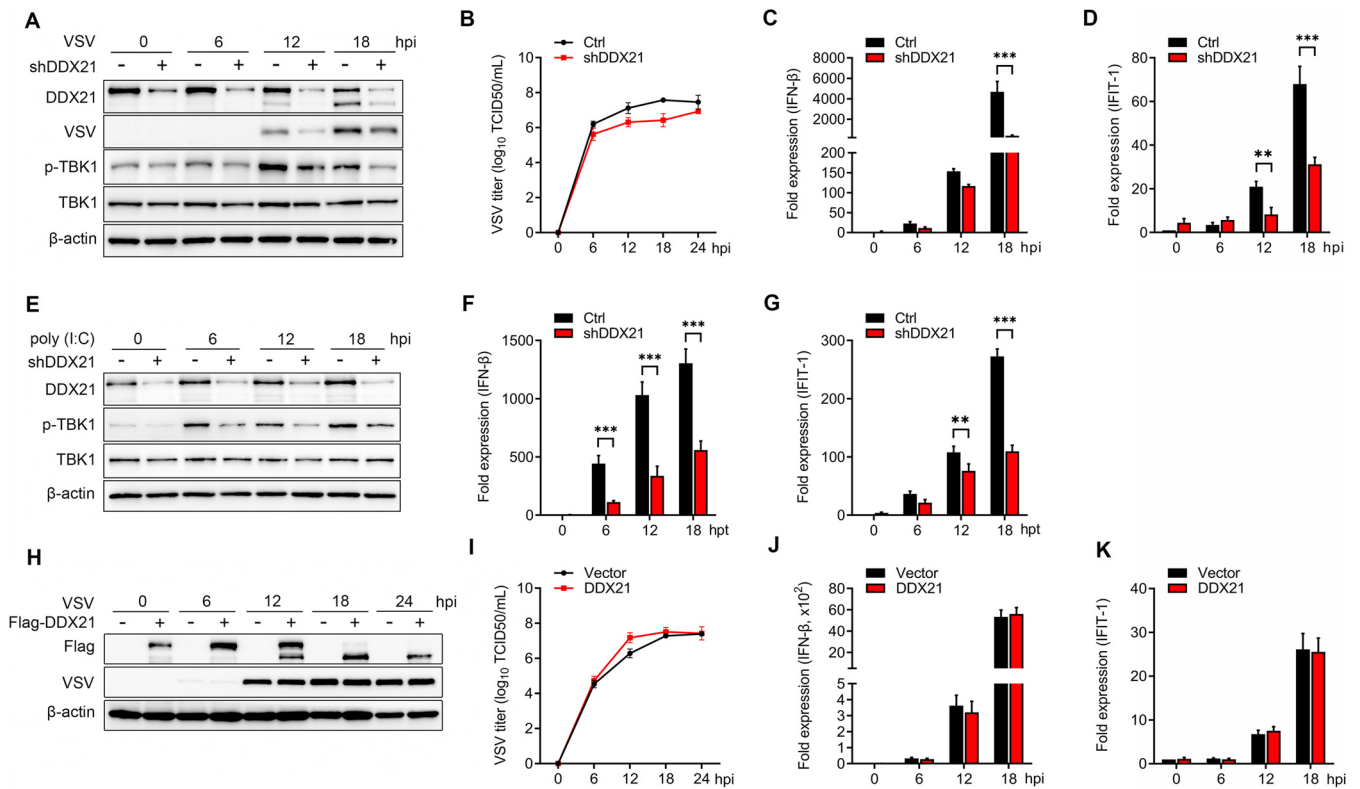 A
VSV 0 6 12 18 hpi
shDDX21 - + - + - + - +
DDX21
VSV
p-TBK1
TBK1
β-actin
B
Ctrl
shDDX21
VSV titer (log10 TCID50/mL)
10
8
6
4
2
0
0 6 12 18 24 hpi
C
Ctrl
shDDX21
Fold expression (IFN-β)
8000
6000
4000
2000
200
150
100
50
0
***
0 6 12 18 hpi
D
Ctrl
shDDX21
Fold expression (IFIT-1)
80
60
40
20
0
**
***
0 6 12 18 hpi
E
poly (I:C) 0 6 12 18 hpi
shDDX21 - + - + - + - +
DDX21
p-TBK1
TBK1
β-actin
F
Ctrl
shDDX21
Fold expression (IFN-β)
1500
1000
500
0
***
***
***
0 6 12 18 hpt
G
Ctrl
shDDX21
Fold expression (IFIT-1)
300
200
100
0
**
***
0 6 12 18 hpt
H
VSV 0 6 12 18 24 hpi
Flag-DDX21 - + - + - + - + - +
Flag
VSV
β-actin
I
Vector
DDX21
VSV titer (log10 TCID50/mL)
10
8
6
4
2
0
0 6 12 18 24 hpi
J
Vector
DDX21
Fold expression (IFN-β, x10²)
80
60
40
20
5
4
3
2
1
0
0 6 12 18 hpi
K
Vector
DDX21
Fold expression (IFIT-1)
40
30
20
10
0
0 6 12 18 hpi